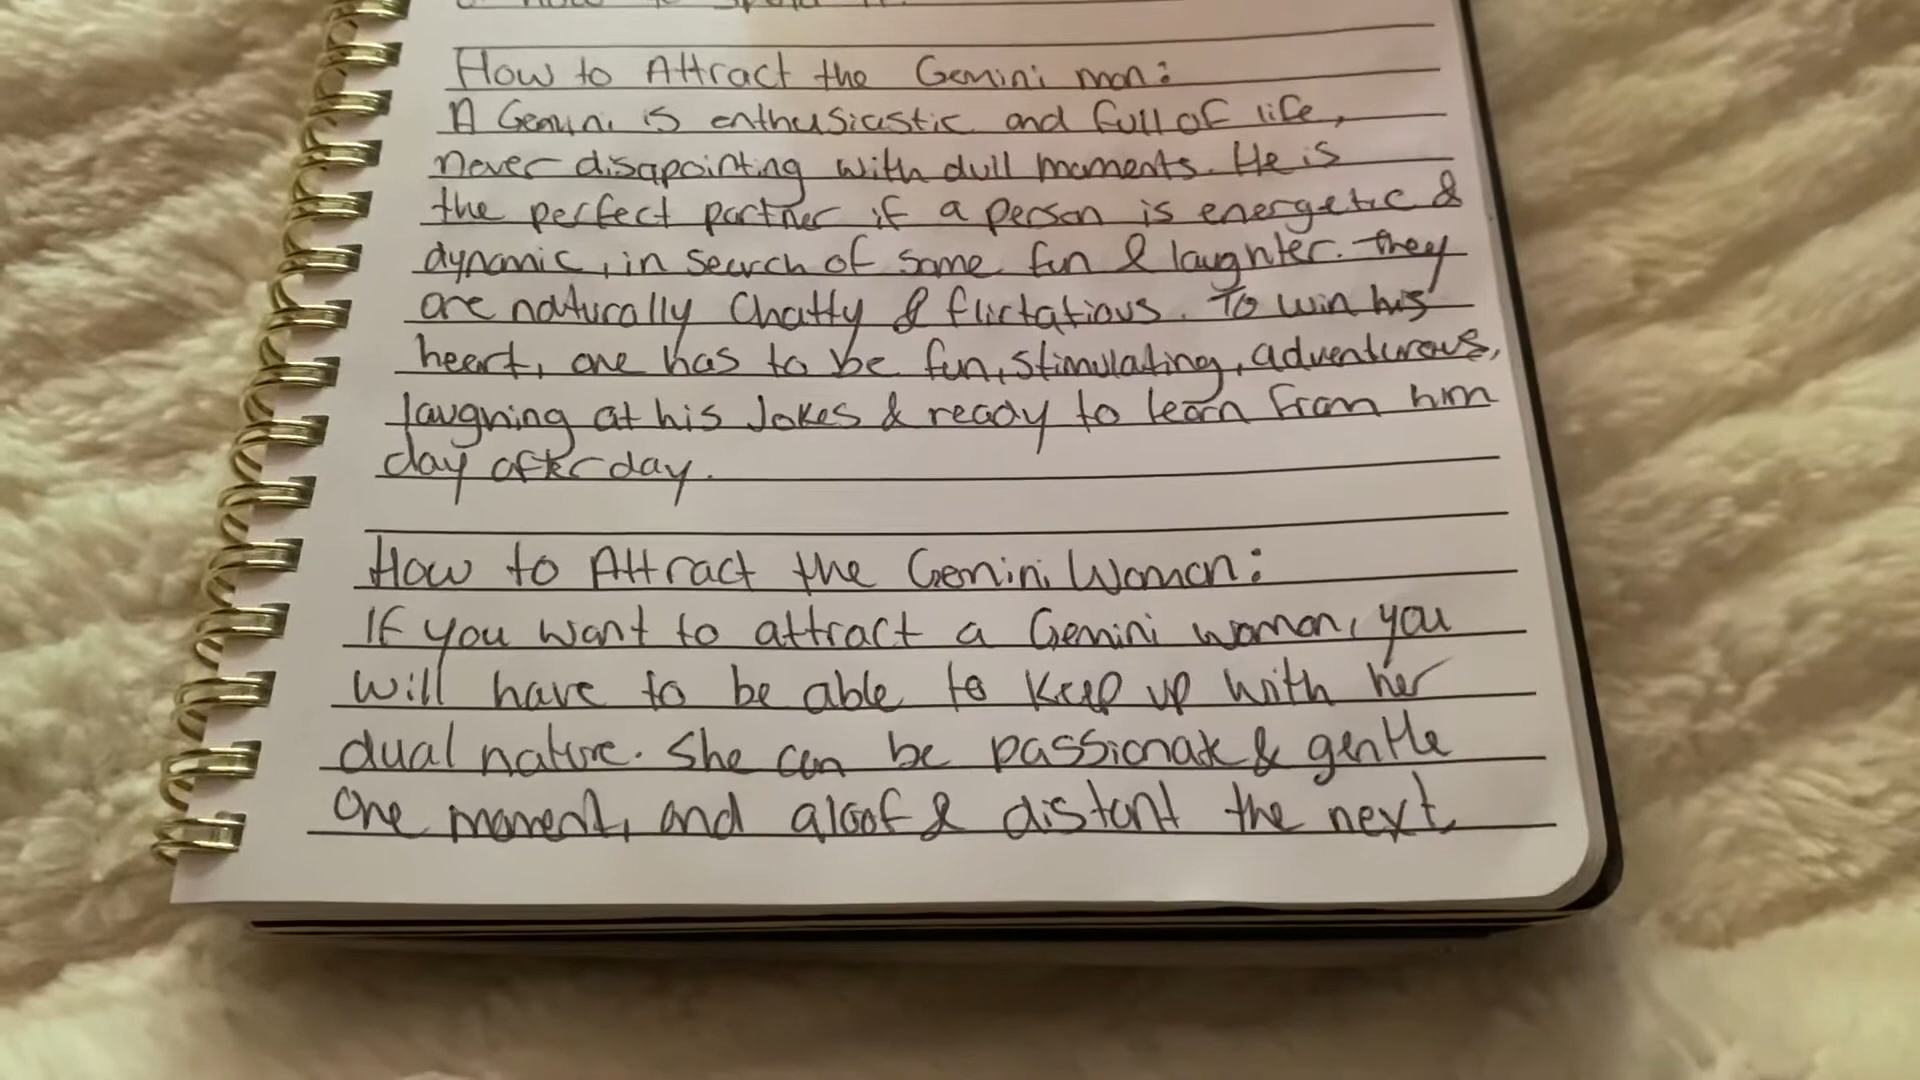 or how to spend it.
How to Attract the Gemini man:
A Gemini is enthusiastic and full of life,
never disapointing with dull moments. He is
the perfect partner if a person is energetic &
dynamic, in search of some fun & laughter. They
are naturally Chatty & flirtatious. To win his
heart, one has to be fun, stimulating, adventurous,
laughing at his Jokes & ready to learn from him
day after day.
How to Attract the Gemini Woman:
If you want to attract a Gemini woman, you
will have to be able to keep up with her
dual nature. She can be passionate & gentle
one moment, and aloof & distant the next